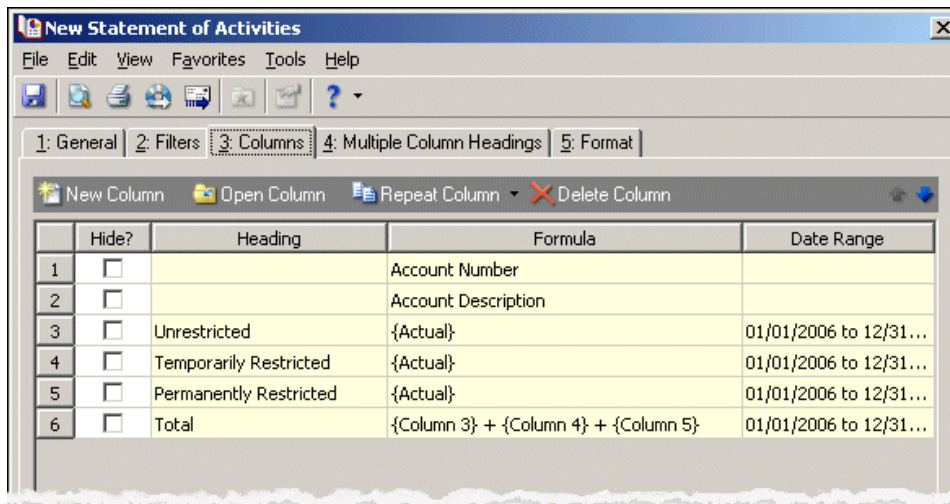 New Statement of Activities
File Edit View Favorites Tools Help
?
1: General 2: Filters 3: Columns 4: Multiple Column Headings 5: Format
New Column Open Column Repeat Column Delete Column
Hide? Heading Formula Date Range
1 Account Number
2 Account Description
3 Unrestricted {Actual} 01/01/2006 to 12/31...
4 Temporarily Restricted {Actual} 01/01/2006 to 12/31...
5 Permanently Restricted {Actual} 01/01/2006 to 12/31...
6 Total {Column 3} + {Column 4} + {Column 5} 01/01/2006 to 12/31...